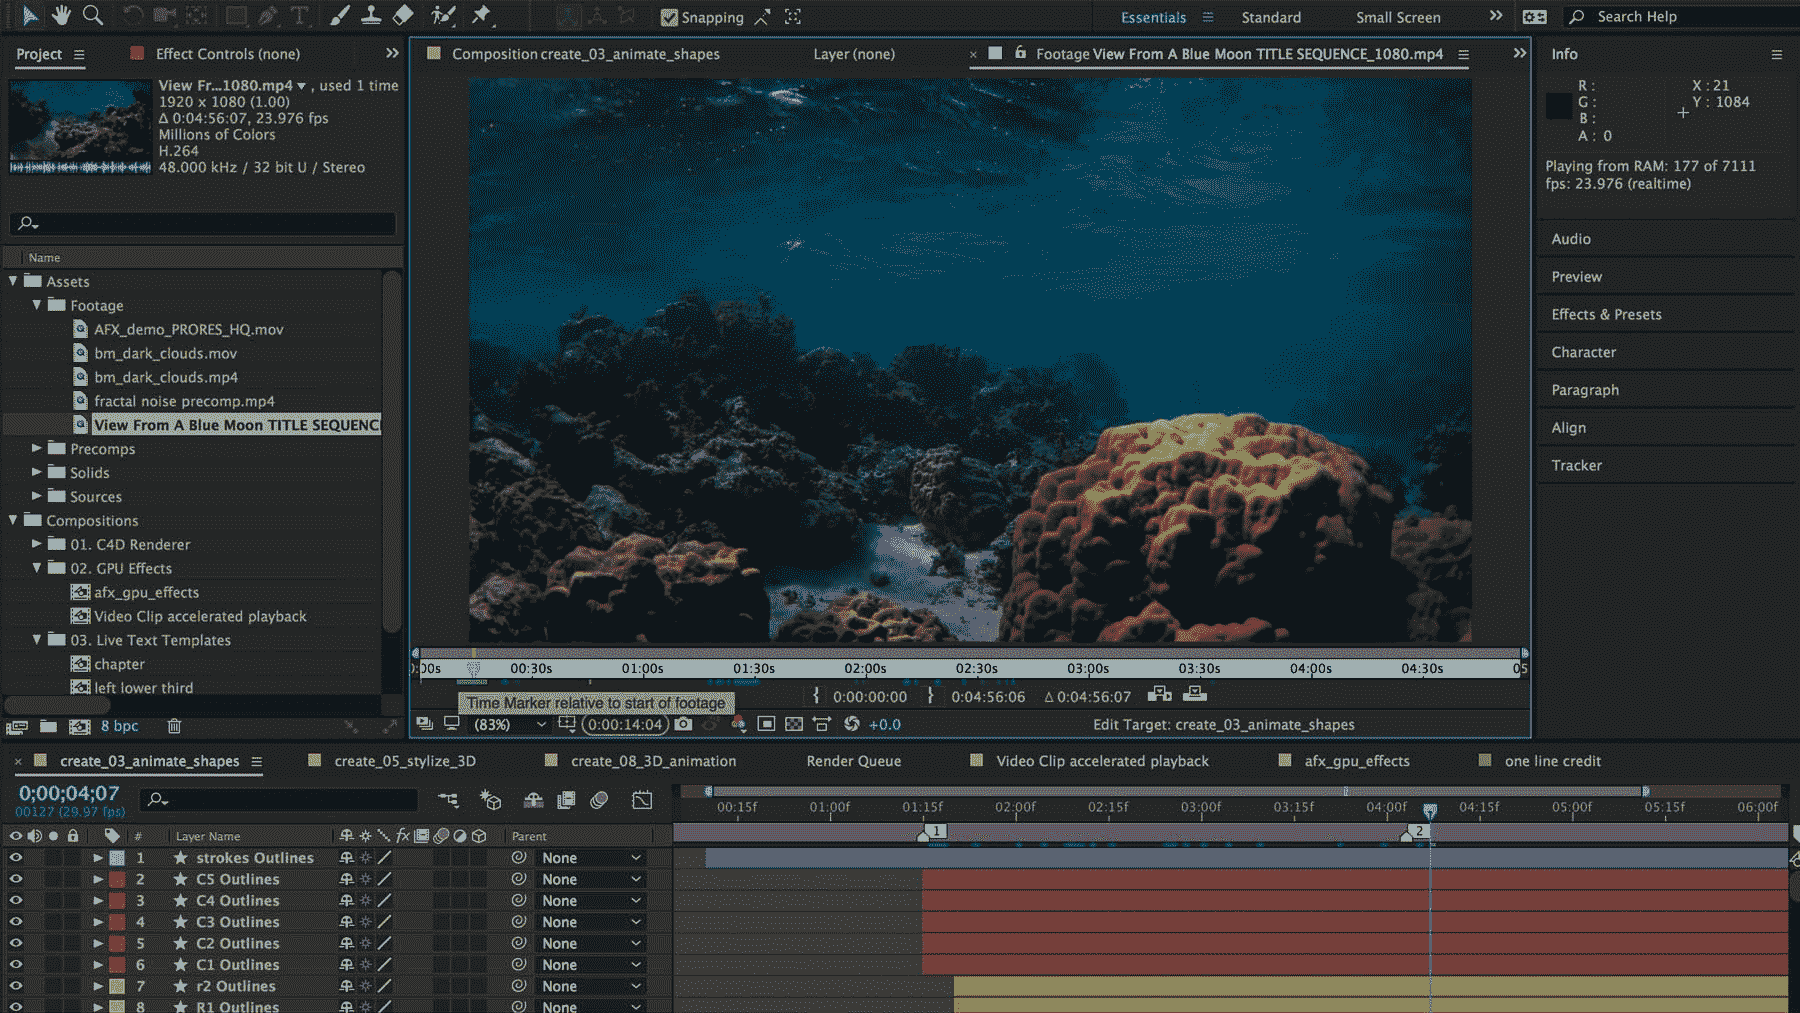 Snapping
Essentials
Standard
Small Screen
Search Help
Project
Effect Controls (none)
Composition create_03_animate_shapes
Layer (none)
Footage View From A Blue Moon TITLE SEQUENCE_1080.mp4
Info
View Fr...1080.mp4 , used 1 time
1920 x 1080 (1.00)
Δ 0:04:56:07, 23.976 fps
Millions of Colors
H.264
48.000 kHz / 32 bit U / Stereo
R :
G :
B :
A : 0
X : 21
Y : 1084
Playing from RAM: 177 of 7111
fps: 23.976 (realtime)
Audio
Preview
Effects & Presets
Character
Paragraph
Align
Tracker
Name
Assets
Footage
AFX_demo_PRORES_HQ.mov
bm_dark_clouds.mov
bm_dark_clouds.mp4
fractal noise precomp.mp4
View From A Blue Moon TITLE SEQUENC
Precomps
Solids
Sources
Compositions
01. C4D Renderer
02. GPU Effects
afx_gpu_effects
Video Clip accelerated playback
03. Live Text Templates
chapter
left lower third
8 bpc
:00s 00:30s 01:00s 01:30s 02:00s 02:30s 03:00s 03:30s 04:00s 04:30s 05
Time Marker relative to start of footage
0:00:00:00
0:04:56:06
Δ 0:04:56:07
(83%)
0:00:14:04
+0.0
Edit Target: create_03_animate_shapes
create_03_animate_shapes
create_05_stylize_3D
create_08_3D_animation
Render Queue
Video Clip accelerated playback
afx_gpu_effects
one line credit
0;00;04;07
00127 (29.97 fps)
00:15f 01:00f 01:15f 02:00f 02:15f 03:00f 03:15f 04:00f 04:15f 05:00f 05:15f 06:00f
# Layer Name fx Parent
1 2
1 strokes Outlines None
2 C5 Outlines None
3 C4 Outlines None
4 C3 Outlines None
5 C2 Outlines None
6 C1 Outlines None
7 r2 Outlines None
8 R1 Outlines None